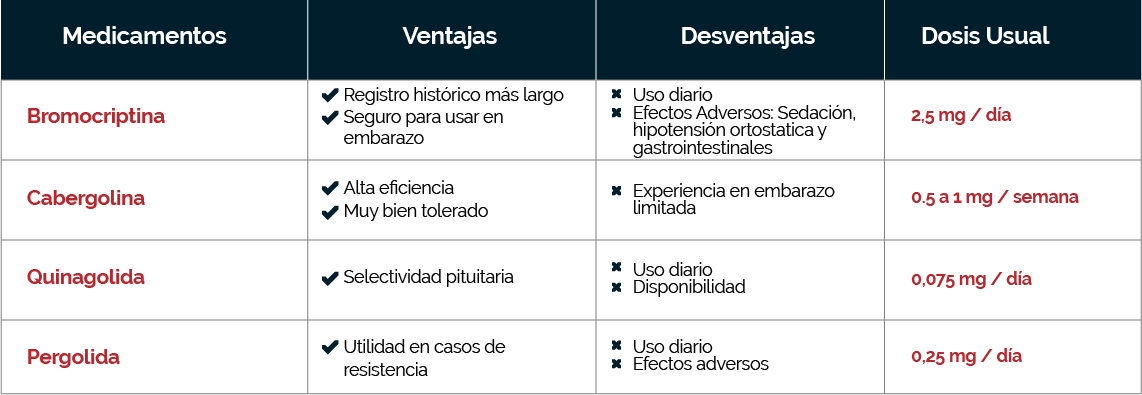 Medicamentos Ventajas Desventajas Dosis Usual
Bromocriptina
Registro histórico más largo
Seguro para usar en
embarazo
Uso diario
Efectos Adversos: Sedación,
hipotensión ortostatica y
gastrointestinales
2,5 mg / día
Cabergolina
Alta eficiencia
Muy bien tolerado
Experiencia en embarazo
limitada
0.5 a 1 mg / semana
Quinagolida
Selectividad pituitaria
Uso diario
Disponibilidad
0,075 mg / día
Pergolida
Utilidad en casos de
resistencia
Uso diario
Efectos adversos
0,25 mg / día